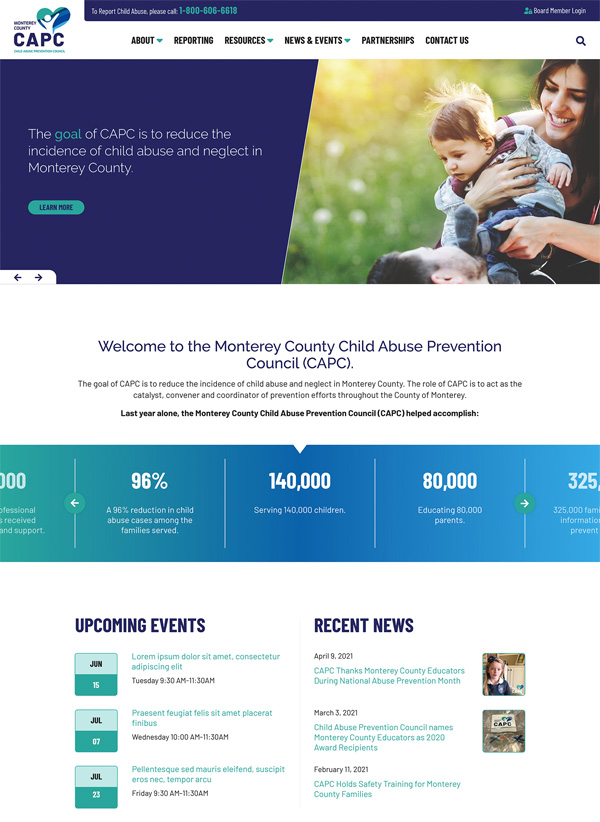 MONTEREY
COUNTY
CAPC
CHILD ABUSE PREVENTION COUNCIL
To Report Child Abuse, please call: 1-800-606-6618
Board Member Login
ABOUT REPORTING RESOURCES NEWS & EVENTS PARTNERSHIPS CONTACT US
The goal of CAPC is to reduce the
incidence of child abuse and neglect in
Monterey County.
LEARN MORE
Welcome to the Monterey County Child Abuse Prevention
Council (CAPC).
The goal of CAPC is to reduce the incidence of child abuse and neglect in Monterey County. The role of CAPC is to act as the
catalyst, convener and coordinator of prevention efforts throughout the County of Monterey.
Last year alone, the Monterey County Child Abuse Prevention Council (CAPC) helped accomplish:
000
ofessional
s received
and support.
96%
A 96% reduction in child
abuse cases among the
families served.
140,000
Serving 140,000 children.
80,000
Educating 80,000
parents.
325,
325,000 fami
information
prevent
UPCOMING EVENTS
JUN
15
Lorem ipsum dolor sit amet, consectetur
adipiscing elit
Tuesday 9:30 AM-11:30AM
JUL
07
Praesent feugiat felis sit amet placerat
finibus
Wednesday 10:00 AM-11:30AM
JUL
23
Pellentesque sed mauris eleifend, suscipit
eros nec, tempor arcu
Friday 9:30 AM-11:30AM
RECENT NEWS
April 9, 2021
CAPC Thanks Monterey County Educators
During National Abuse Prevention Month
March 3, 2021
Child Abuse Prevention Council names
Monterey County Educators as 2020
Award Recipients
CAPC
February 11, 2021
CAPC Holds Safety Training for Monterey
County Families